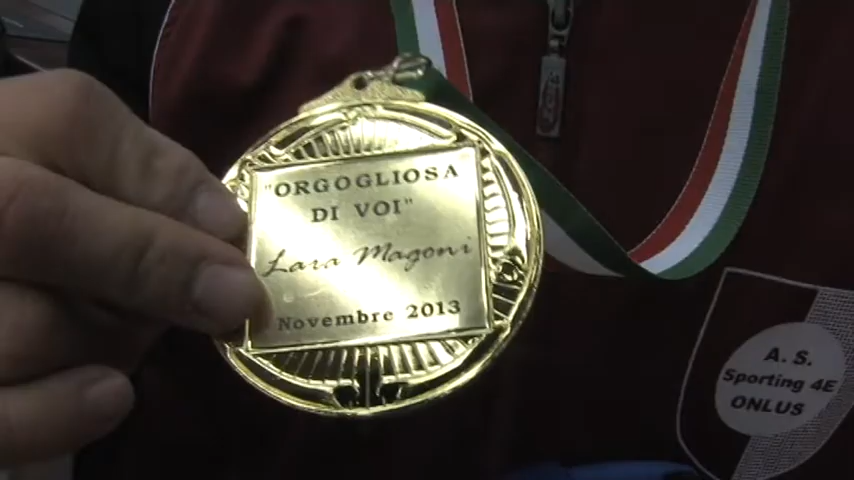 "ORGOGLIOSA
DI VOI"
Lara Magoni
Novembre 2013
A. S.
Sporting 4E
ONLUS